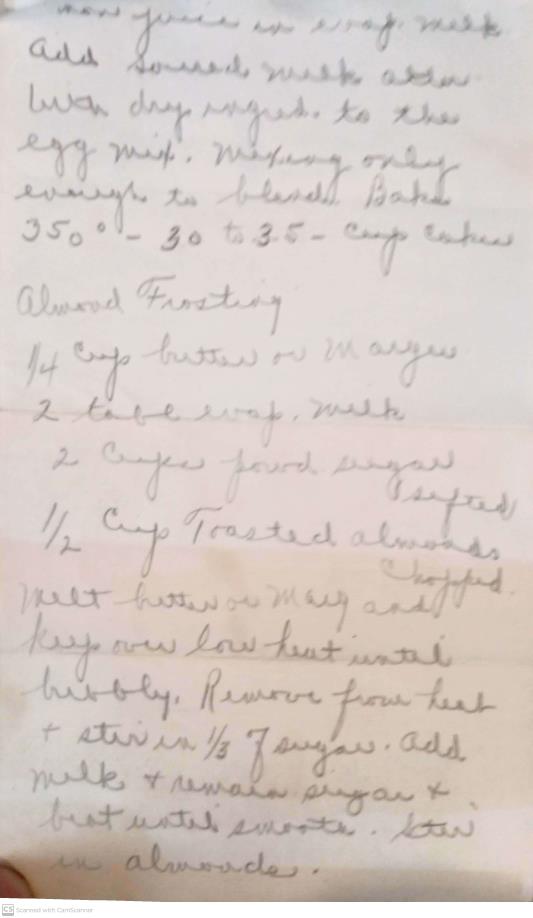 juice in evap. milk
Add soured milk alter
with dry ingred. to the
egg mix. Mixing only
enough to blend. Bake
350° - 30 to 35 - Cup cakes
Almond Frosting
1/4 Cup butter or Marge
2 table evap. milk
2 Cups powd sugar
sifted
1/2 Cup Toasted almonds
Chopped.
Melt butter or Marg and
keep over low heat until
bubbly. Remove from heat
+ stir in 1/3 of sugar. Add
milk + remain sugar +
beat until smooth. Stir
in almonds.
CS Scanned with CamScanner